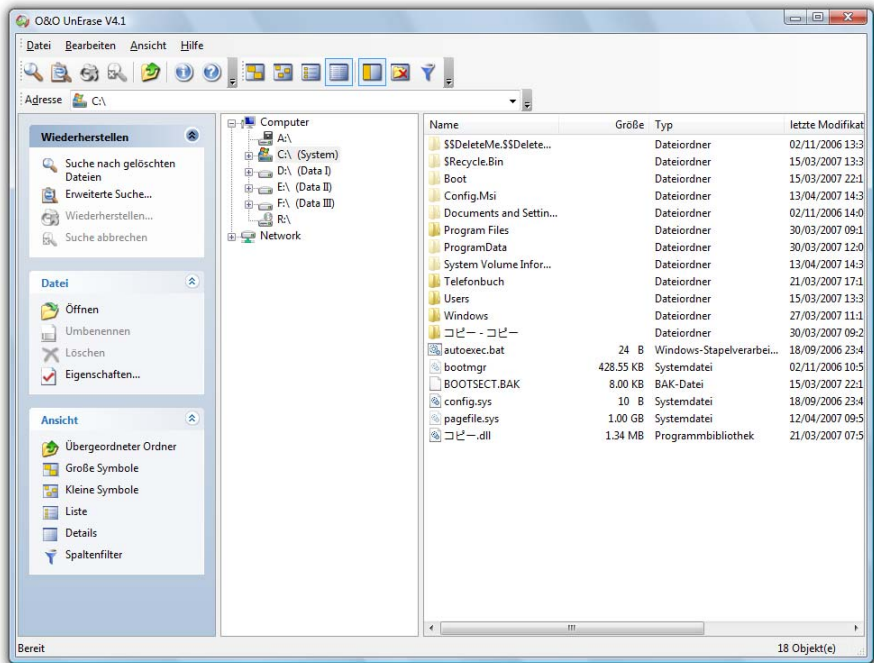 O&O UnErase V4.1
Datei Bearbeiten Ansicht Hilfe
Adresse C:\
Wiederherstellen
Suche nach gelöschten
Dateien
Erweiterte Suche...
Wiederherstellen...
Suche abbrechen
Datei
Öffnen
Umbenennen
Löschen
Eigenschaften...
Ansicht
Übergeordneter Ordner
Große Symbole
Kleine Symbole
Liste
Details
Spaltenfilter
Computer
A:\
C:\ (System)
D:\ (Data I)
E:\ (Data II)
F:\ (Data III)
R:\
Network
Name Größe Typ letzte Modifikat
$$DeleteMe.$$Delete... Dateiordner 02/11/2006 13:3
$Recycle.Bin Dateiordner 15/03/2007 13:3
Boot Dateiordner 15/03/2007 22:1
Config.Msi Dateiordner 13/04/2007 14:3
Documents and Settin... Dateiordner 02/11/2006 14:0
Program Files Dateiordner 30/03/2007 09:1
ProgramData Dateiordner 30/03/2007 12:0
System Volume Infor... Dateiordner 13/04/2007 14:3
Telefonbuch Dateiordner 21/03/2007 17:1
Users Dateiordner 15/03/2007 13:3
Windows Dateiordner 27/03/2007 11:1
コピー - コピー Dateiordner 30/03/2007 09:2
autoexec.bat 24 B Windows-Stapelverarbei... 18/09/2006 23:4
bootmgr 428.55 KB Systemdatei 02/11/2006 10:5
BOOTSECT.BAK 8.00 KB BAK-Datei 15/03/2007 22:1
config.sys 10 B Systemdatei 18/09/2006 23:4
pagefile.sys 1.00 GB Systemdatei 12/04/2007 09:5
コピー.dll 1.34 MB Programmbibliothek 21/03/2007 07:5
Bereit 18 Objekt(e)